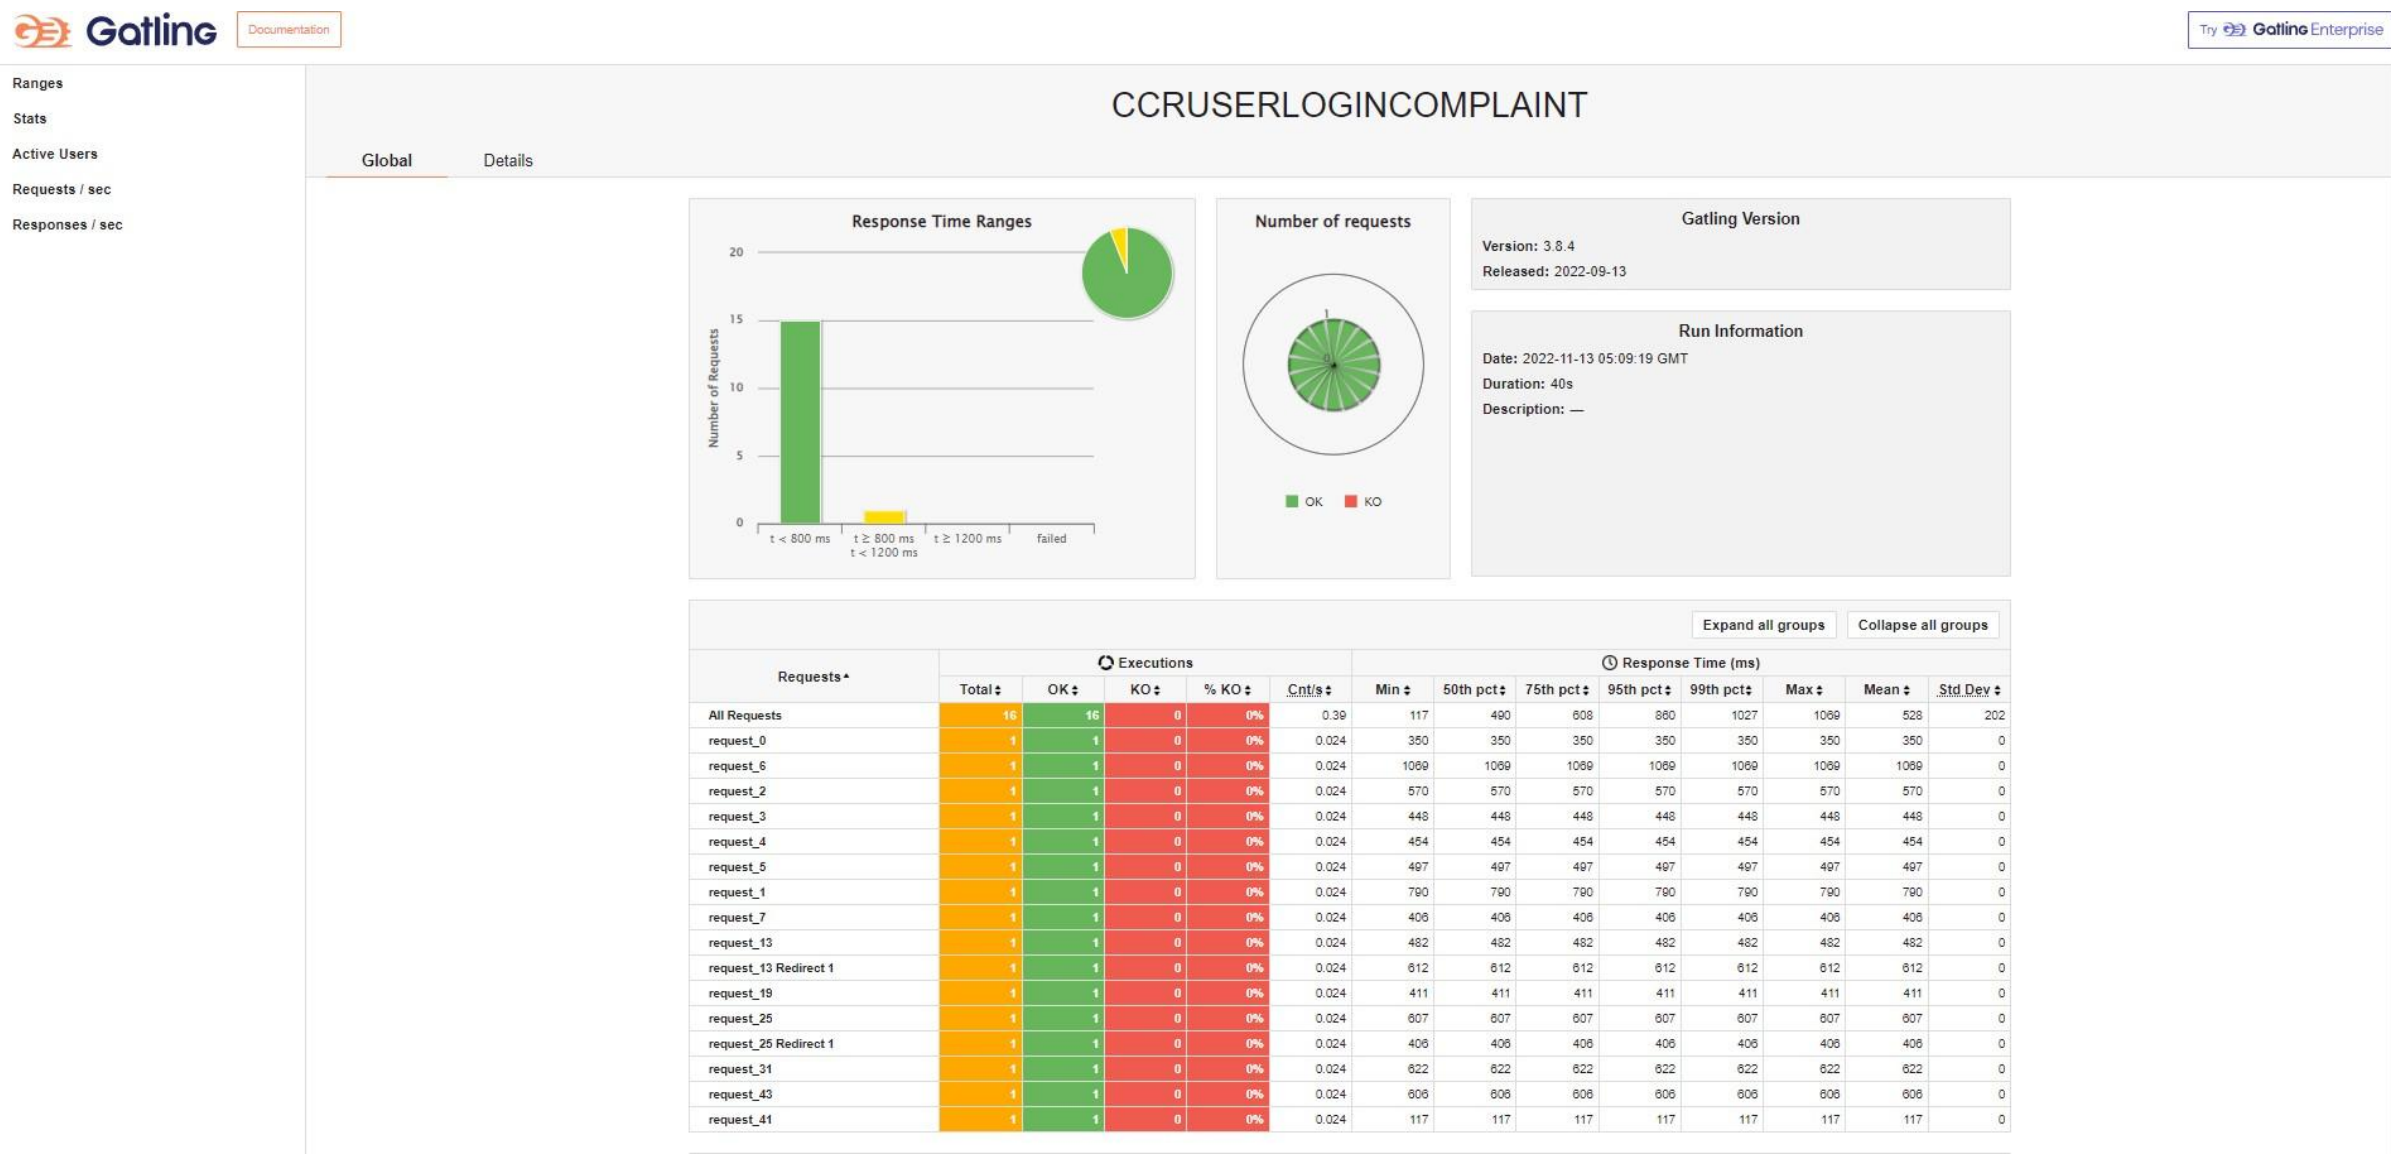 Gatling Documentation Try Gatling Enterprise
Ranges
Stats
Active Users
Requests / sec
Responses / sec
CCRUSERLOGINCOMPLAINT
Global Details
Response Time Ranges
20
15
10
5
0
Number of Requests
t < 800 ms
t ≥ 800 ms
t < 1200 ms
t ≥ 1200 ms
failed
Number of requests
1
0
OK KO
Gatling Version
Version: 3.8.4
Released: 2022-09-13
Run Information
Date: 2022-11-13 05:09:19 GMT
Duration: 40s
Description: —
Expand all groups Collapse all groups
Requests Executions Response Time (ms)
Total OK KO % KO Cnt/s Min 50th pct 75th pct 95th pct 99th pct Max Mean Std Dev
All Requests 16 16 0 0% 0.39 117 490 608 860 1027 1069 528 202
request_0 1 1 0 0% 0.024 350 350 350 350 350 350 350 0
request_6 1 1 0 0% 0.024 1069 1069 1069 1069 1069 1069 1069 0
request_2 1 1 0 0% 0.024 570 570 570 570 570 570 570 0
request_3 1 1 0 0% 0.024 448 448 448 448 448 448 448 0
request_4 1 1 0 0% 0.024 454 454 454 454 454 454 454 0
request_5 1 1 0 0% 0.024 497 497 497 497 497 497 497 0
request_1 1 1 0 0% 0.024 790 790 790 790 790 790 790 0
request_7 1 1 0 0% 0.024 406 406 406 406 406 406 406 0
request_13 1 1 0 0% 0.024 482 482 482 482 482 482 482 0
request_13 Redirect 1 1 1 0 0% 0.024 612 612 612 612 612 612 612 0
request_19 1 1 0 0% 0.024 411 411 411 411 411 411 411 0
request_25 1 1 0 0% 0.024 607 607 607 607 607 607 607 0
request_25 Redirect 1 1 1 0 0% 0.024 406 406 406 406 406 406 406 0
request_31 1 1 0 0% 0.024 622 622 622 622 622 622 622 0
request_43 1 1 0 0% 0.024 606 606 606 606 606 606 606 0
request_41 1 1 0 0% 0.024 117 117 117 117 117 117 117 0